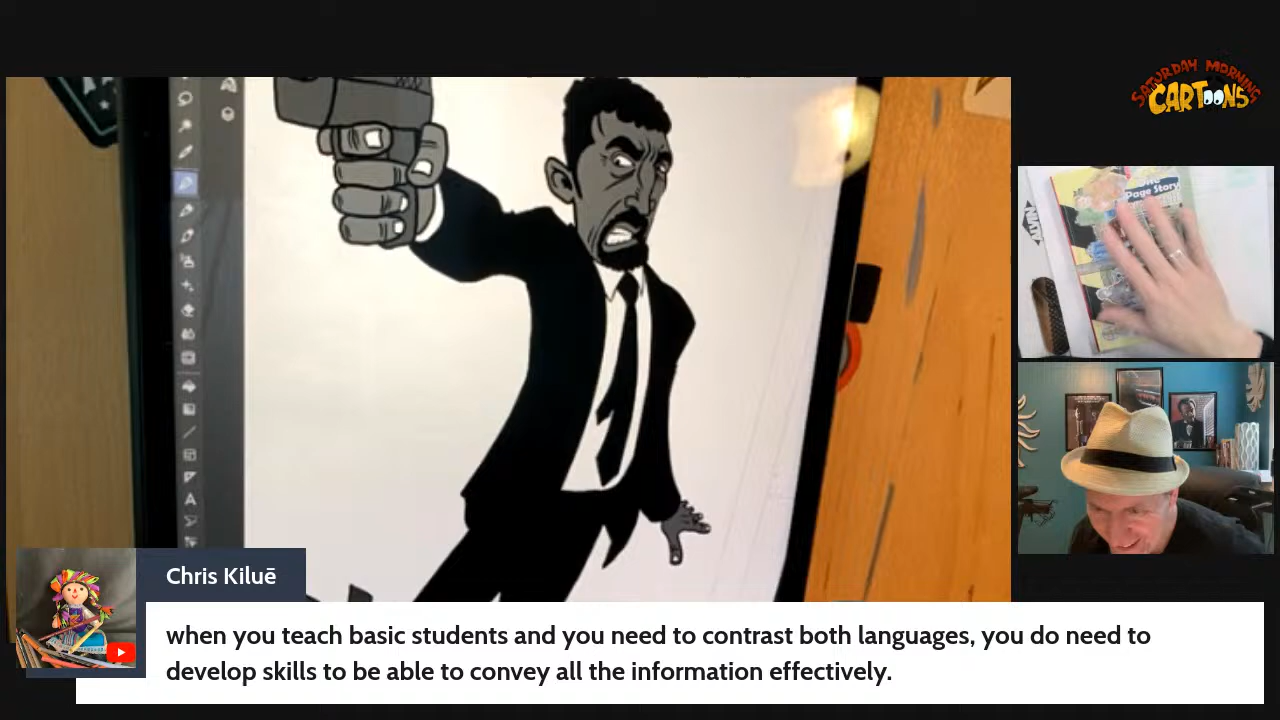 SATURDAY MORNING
CARTOONS
Page Story
Chris Kiluē
when you teach basic students and you need to contrast both languages, you do need to
develop skills to be able to convey all the information effectively.